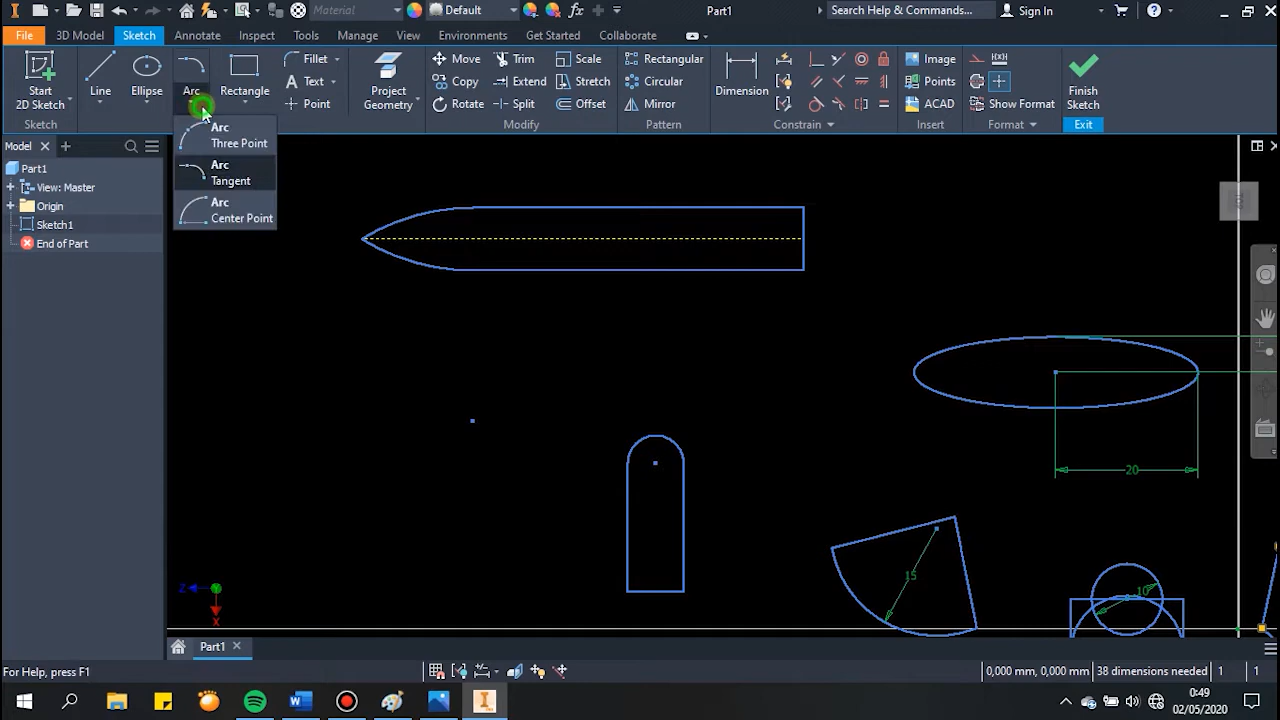 Material
Default
Part1
Search Help & Commands...
Sign In
File
3D Model
Sketch
Annotate
Inspect
Tools
Manage
View
Environments
Get Started
Collaborate
Start
2D Sketch
Line
Ellipse
Arc
Rectangle
Fillet
Text
Point
Project
Geometry
Move
Copy
Rotate
Trim
Extend
Split
Scale
Stretch
Offset
Rectangular
Circular
Mirror
Dimension
Image
Points
ACAD
Show Format
Finish
Sketch
Sketch
Modify
Pattern
Constrain
Insert
Format
Exit
Arc
Three Point
Arc
Tangent
Arc
Center Point
Model
Part1
View: Master
Origin
Sketch1
End of Part
20
15
10
Z
X
Part1
For Help, press F1
0,000 mm, 0,000 mm
38 dimensions needed
1
1
0:49
02/05/2020